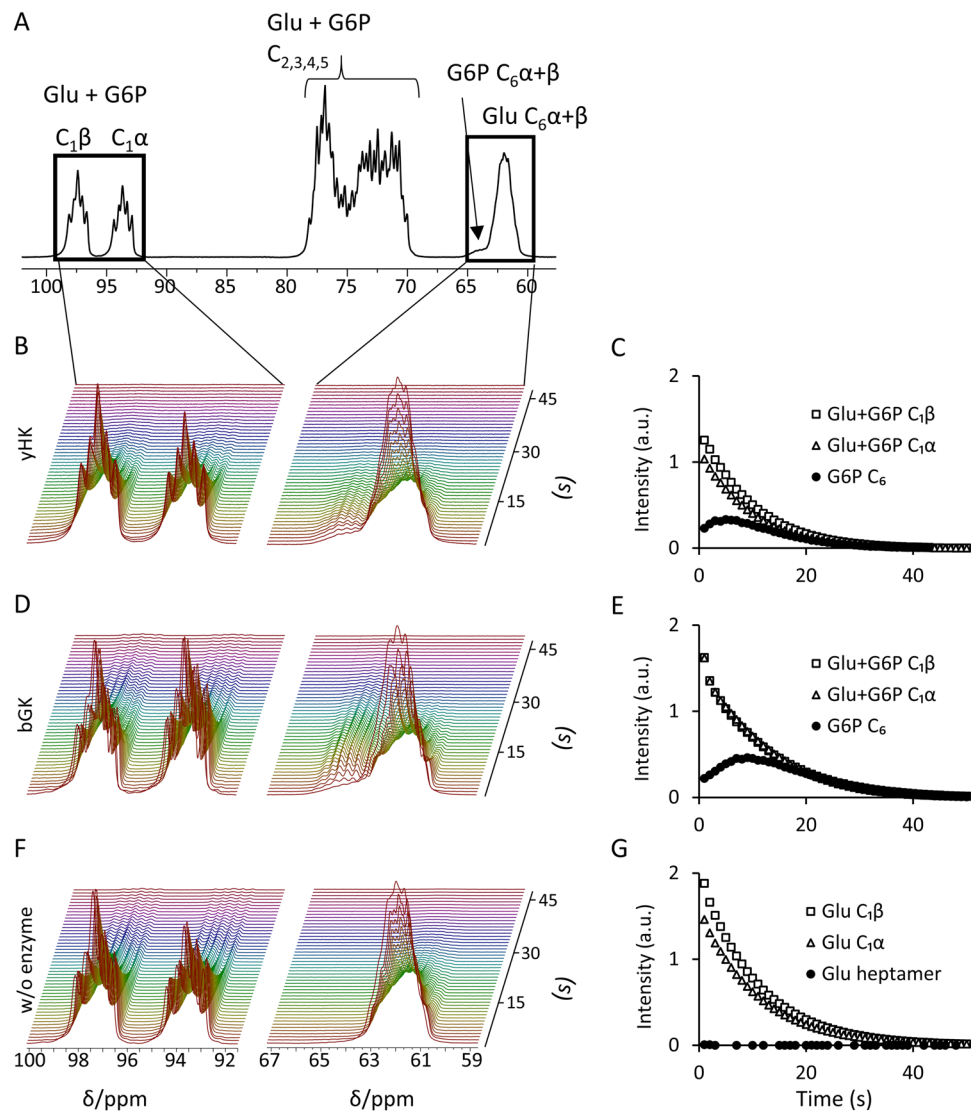 A
Glu + G6P
C₂,₃,₄,₅
G6P C₆α+β
Glu + G6P
Glu C₆α+β
C₁β C₁α
100 95 90 85 80 75 70 65 60
B
yHK
45
30
15
(s)
C
Intensity (a.u.)
2
1
0
0 20 40
Glu+G6P C₁β
Glu+G6P C₁α
G6P C₆
D
bGK
45
30
15
(s)
E
Intensity (a.u.)
2
1
0
0 20 40
Glu+G6P C₁β
Glu+G6P C₁α
G6P C₆
F
w/o enzyme
45
30
15
(s)
100 98 96 94 92
67 65 63 61 59
δ/ppm δ/ppm
G
Intensity (a.u.)
2
1
0
0 20 40
Time (s)
Glu C₁β
Glu C₁α
Glu heptamer